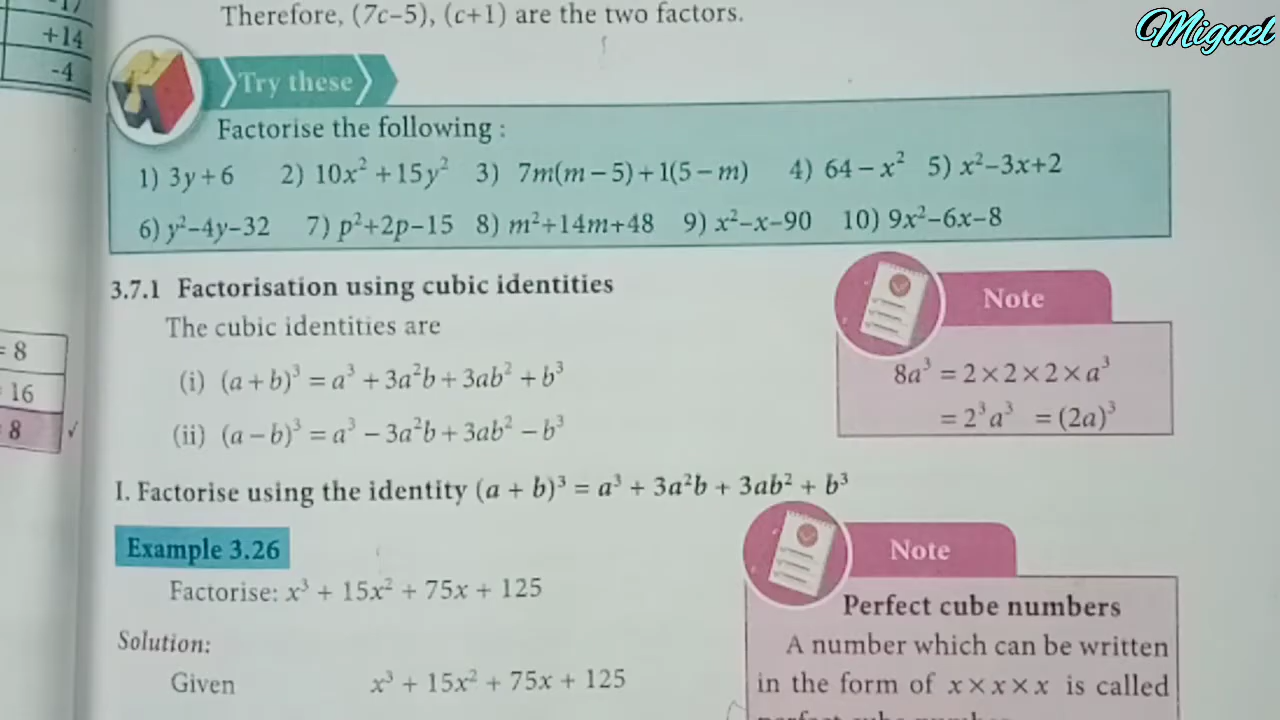 Therefore, (7c–5), (c+1) are the two factors.
Miguel
+14
-4
Try these
Factorise the following :
1) 3y+6 2) 10x² +15y² 3) 7m(m – 5)+1(5 – m) 4) 64 – x² 5) x²–3x+2
6) y²–4y–32 7) p²+2p–15 8) m²+14m+48 9) x²–x–90 10) 9x²–6x–8
3.7.1 Factorisation using cubic identities
The cubic identities are
(i) (a+b)³ = a³ + 3a²b + 3ab² + b³
(ii) (a – b)³ = a³ – 3a²b + 3ab² – b³
Note
8a³ = 2×2×2×a³
= 2³a³ = (2a)³
= 8
16
8 ✓
I. Factorise using the identity (a + b)³ = a³ + 3a²b + 3ab² + b³
Example 3.26
Factorise: x³ + 15x² + 75x + 125
Solution:
Given x³ + 15x² + 75x + 125
Note
Perfect cube numbers
A number which can be written
in the form of x×x×x is called